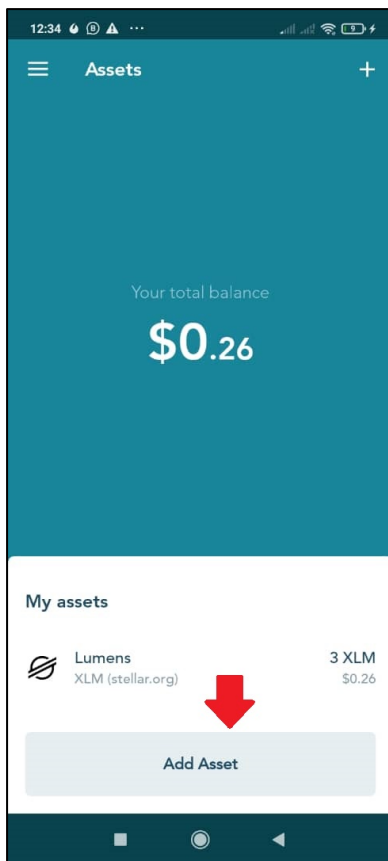 12:34
9
Assets
Your total balance
$0.26
My assets
Lumens 3 XLM
XLM (stellar.org) $0.26
Add Asset